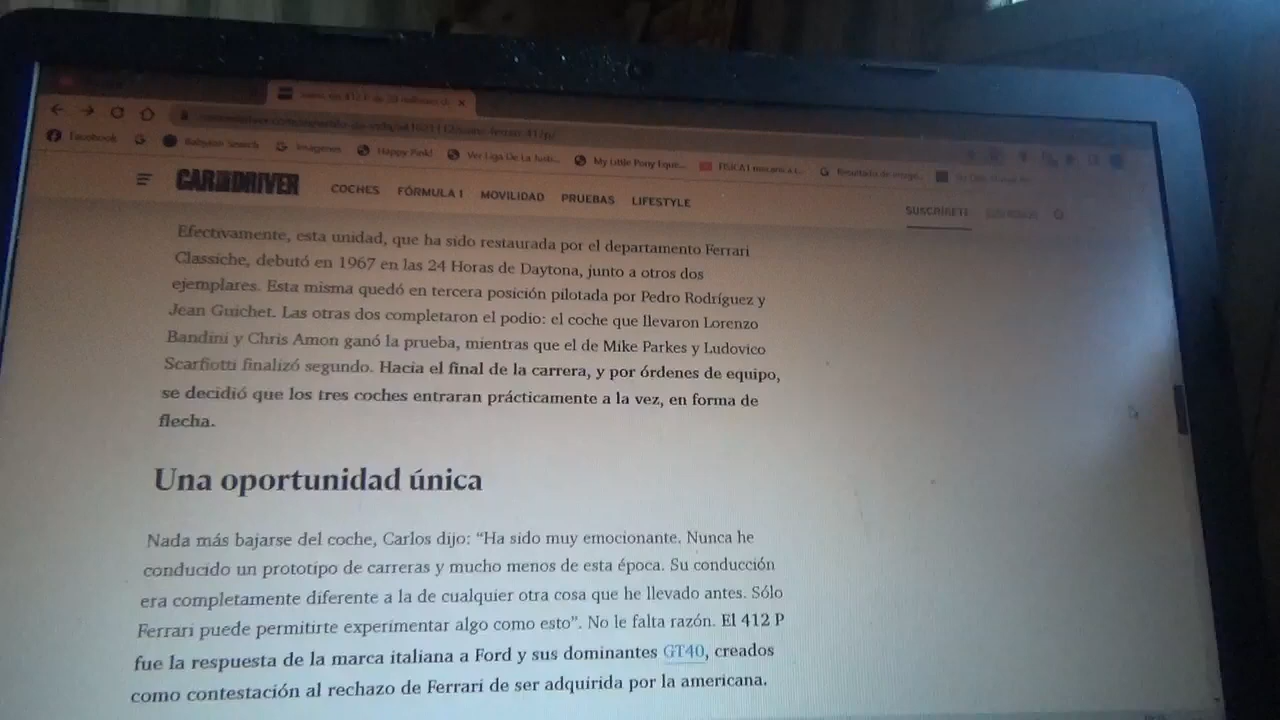 Facebook
Babylon Search
Imágenes
Happy Pink!
Ver Liga De La Justi...
My Little Pony Eque...
CAR AND DRIVER
COCHES
FÓRMULA 1
MOVILIDAD
PRUEBAS
LIFESTYLE
SUSCRÍBETE
Efectivamente, esta unidad, que ha sido restaurada por el departamento Ferrari
Classiche, debutó en 1967 en las 24 Horas de Daytona, junto a otros dos
ejemplares. Esta misma quedó en tercera posición pilotada por Pedro Rodríguez y
Jean Guichet. Las otras dos completaron el podio: el coche que llevaron Lorenzo
Bandini y Chris Amon ganó la prueba, mientras que el de Mike Parkes y Ludovico
Scarfiotti finalizó segundo. Hacia el final de la carrera, y por órdenes de equipo,
se decidió que los tres coches entraran prácticamente a la vez, en forma de
flecha.
Una oportunidad única
Nada más bajarse del coche, Carlos dijo: “Ha sido muy emocionante. Nunca he
conducido un prototipo de carreras y mucho menos de esta época. Su conducción
era completamente diferente a la de cualquier otra cosa que he llevado antes. Sólo
Ferrari puede permitirte experimentar algo como esto”. No le falta razón. El 412 P
fue la respuesta de la marca italiana a Ford y sus dominantes GT40, creados
como contestación al rechazo de Ferrari de ser adquirida por la americana.